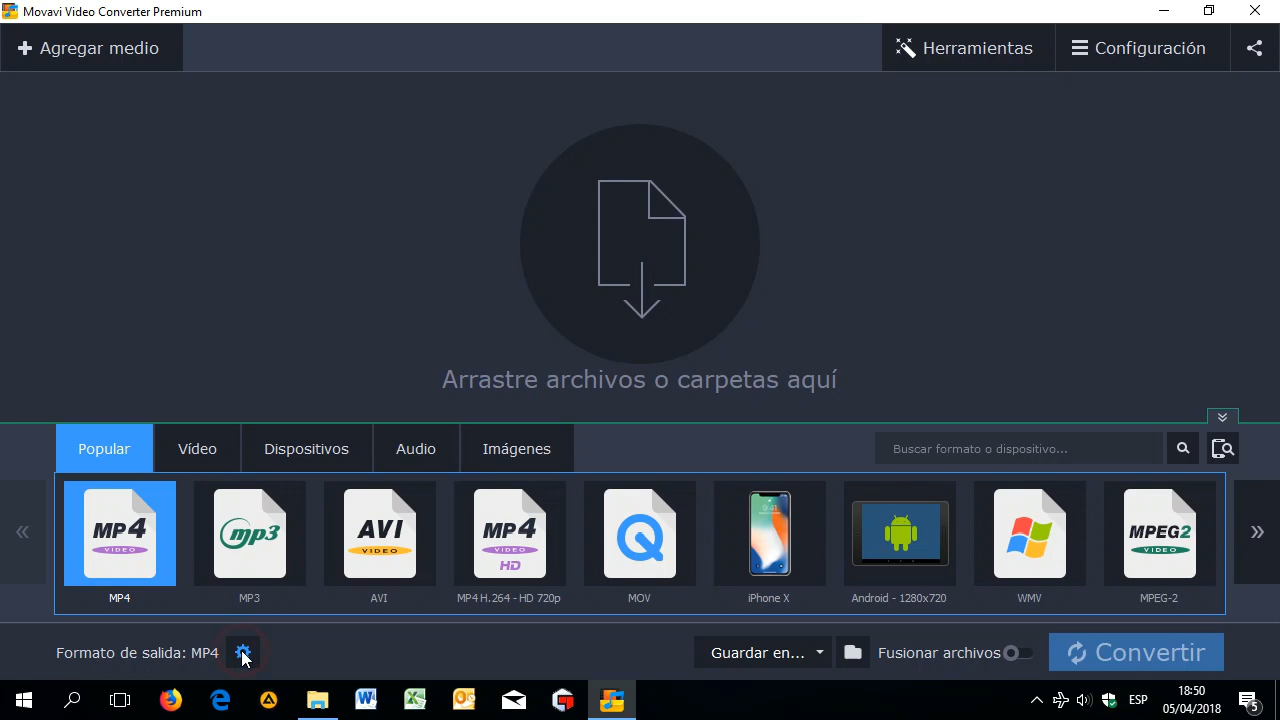 Movavi Video Converter Premium
Agregar medio
Herramientas
Configuración
Arrastre archivos o carpetas aquí
Popular
Vídeo
Dispositivos
Audio
Imágenes
Buscar formato o dispositivo...
MP4 VIDEO
mp3
AVI VIDEO
MP4 VIDEO HD
9:41
MPEG2 VIDEO
MP4
MP3
AVI
MP4 H.264 - HD 720p
MOV
iPhone X
Android - 1280x720
WMV
MPEG-2
Formato de salida: MP4
Guardar en...
Fusionar archivos
Convertir
ESP
18:50
05/04/2018
5